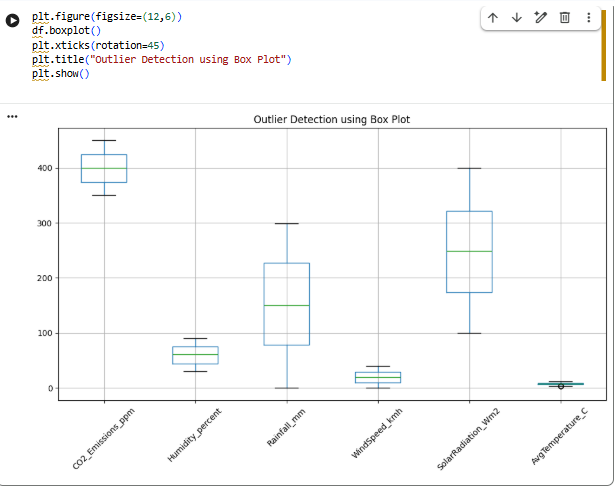 plt.figure(figsize=(12,6))
df.boxplot()
plt.xticks(rotation=45)
plt.title("Outlier Detection using Box Plot")
plt.show()
...
Outlier Detection using Box Plot
400
300
200
100
0
CO2_Emissions_ppm
Humidity_percent
Rainfall_mm
WindSpeed_kmh
SolarRadiation_Wm2
AvgTemperature_C